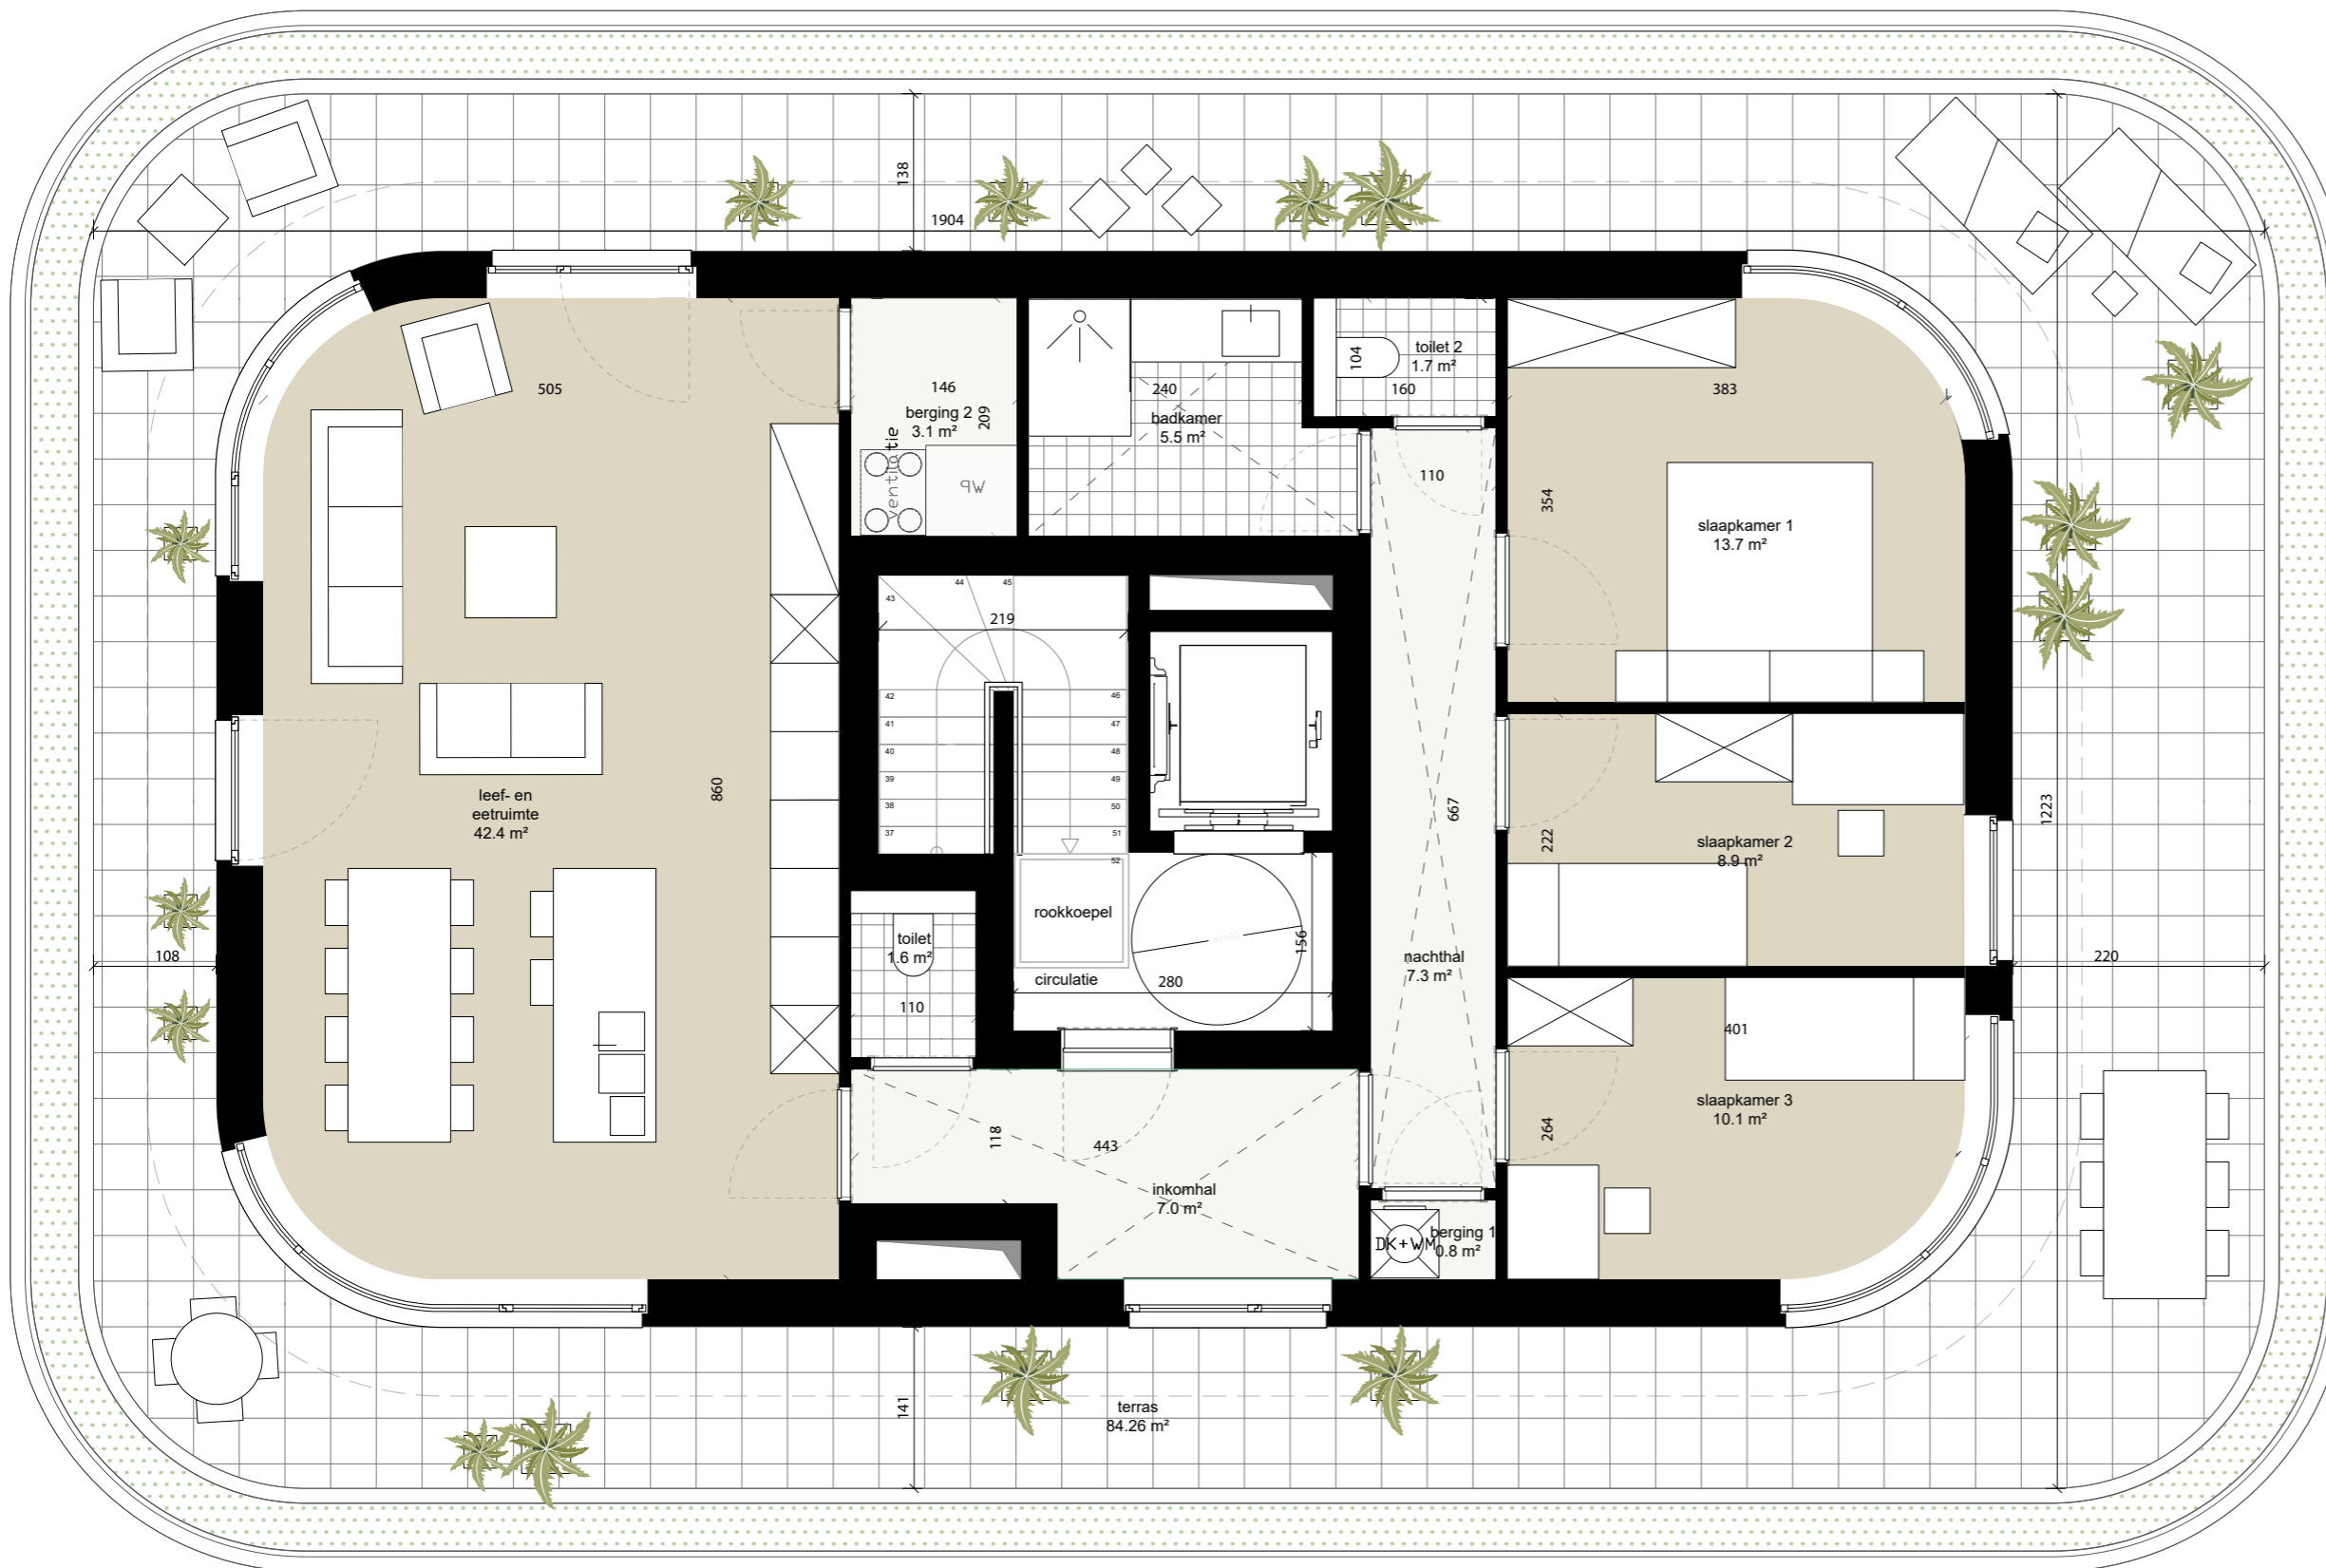 138
1904
505
146
berging 2
3.1 m²
209
ventilatie
WP
240
badkamer
5.5 m²
104
toilet 2
1.7 m²
160
110
383
354
slaapkamer 1
13.7 m²
43
44
45
219
42
41
40
39
38
37
46
47
48
49
50
51
52
860
leef- en
eetruimte
42.4 m²
667
222
slaapkamer 2
8.9 m²
1223
108
220
toilet
1.6 m²
110
rookkoepel
circulatie
280
156
nachthal
7.3 m²
401
slaapkamer 3
10.1 m²
264
118
443
inkomhal
7.0 m²
DK+WM
berging 1
0.8 m²
141
terras
84.26 m²